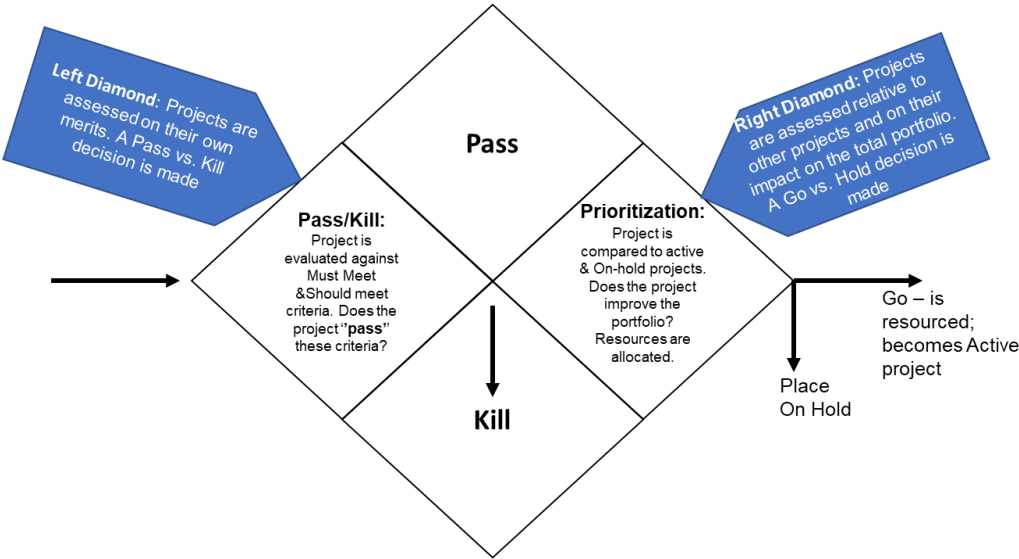 Left Diamond: Projects are
assessed on their own
merits. A Pass vs. Kill
decision is made
Pass
Right Diamond: Projects
are assessed relative to
other projects and on their
impact on the total portfolio.
A Go vs. Hold decision is
made
Pass/Kill:
Project is
evaluated against
Must Meet
&Should meet
criteria. Does the
project ‘’pass’’
these criteria?
Prioritization:
Project is
compared to active
& On-hold projects.
Does the project
improve the
portfolio?
Resources are
allocated.
Kill
Place
On Hold
Go – is
resourced;
becomes Active
project